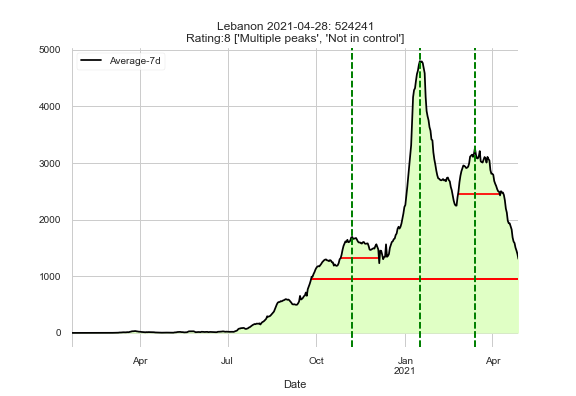 Lebanon 2021-04-28: 524241
Rating:8 ['Multiple peaks', 'Not in control']
Average-7d
5000
4000
3000
2000
1000
0
Apr Jul Oct Jan Apr
2021
Date